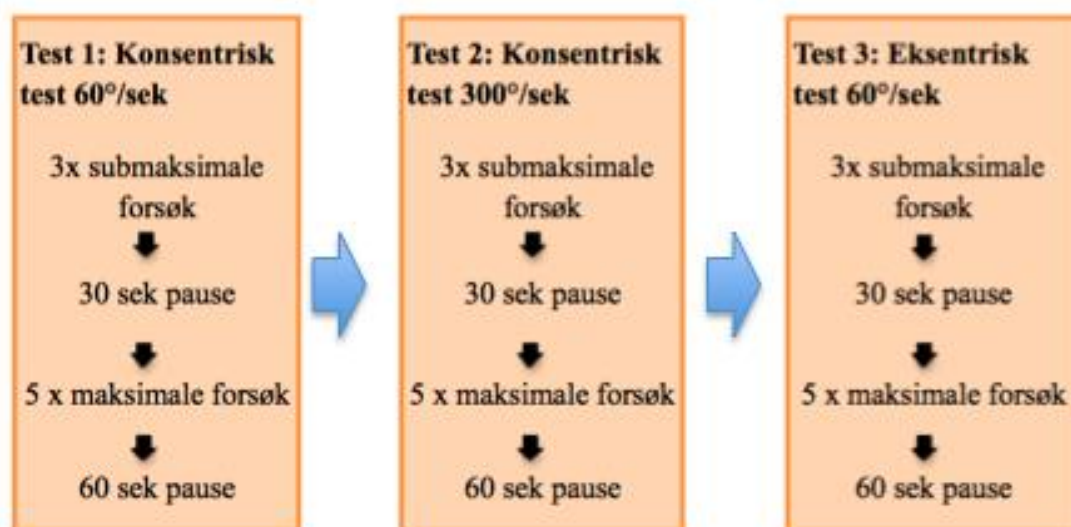 Test 1: Konsentrisk
test 60°/sek
3x submaksimale
forsøk
30 sek pause
5 x maksimale forsøk
60 sek pause
Test 2: Konsentrisk
test 300°/sek
3x submaksimale
forsøk
30 sek pause
5 x maksimale forsøk
60 sek pause
Test 3: Eksentrisk
test 60°/sek
3x submaksimale
forsøk
30 sek pause
5 x maksimale forsøk
60 sek pause